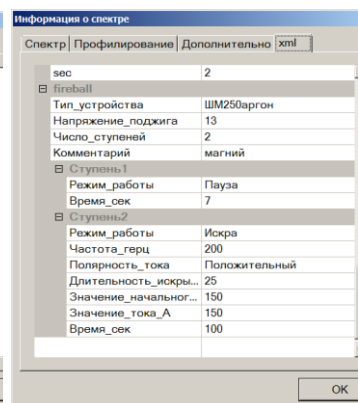 Информация о спектре
Спектр Профилирование Дополнительно xml
sec 2
fireball
Тип_устройства ШМ250аргон
Напряжение_поджига 13
Число_ступеней 2
Комментарий магний
Ступень1
Режим_работы Пауза
Время_сек 7
Ступень2
Режим_работы Искра
Частота_герц 200
Полярность_тока Положительный
Длительность_искры... 25
Значение_начальног... 150
Значение_тока_А 150
Время_сек 100
OK